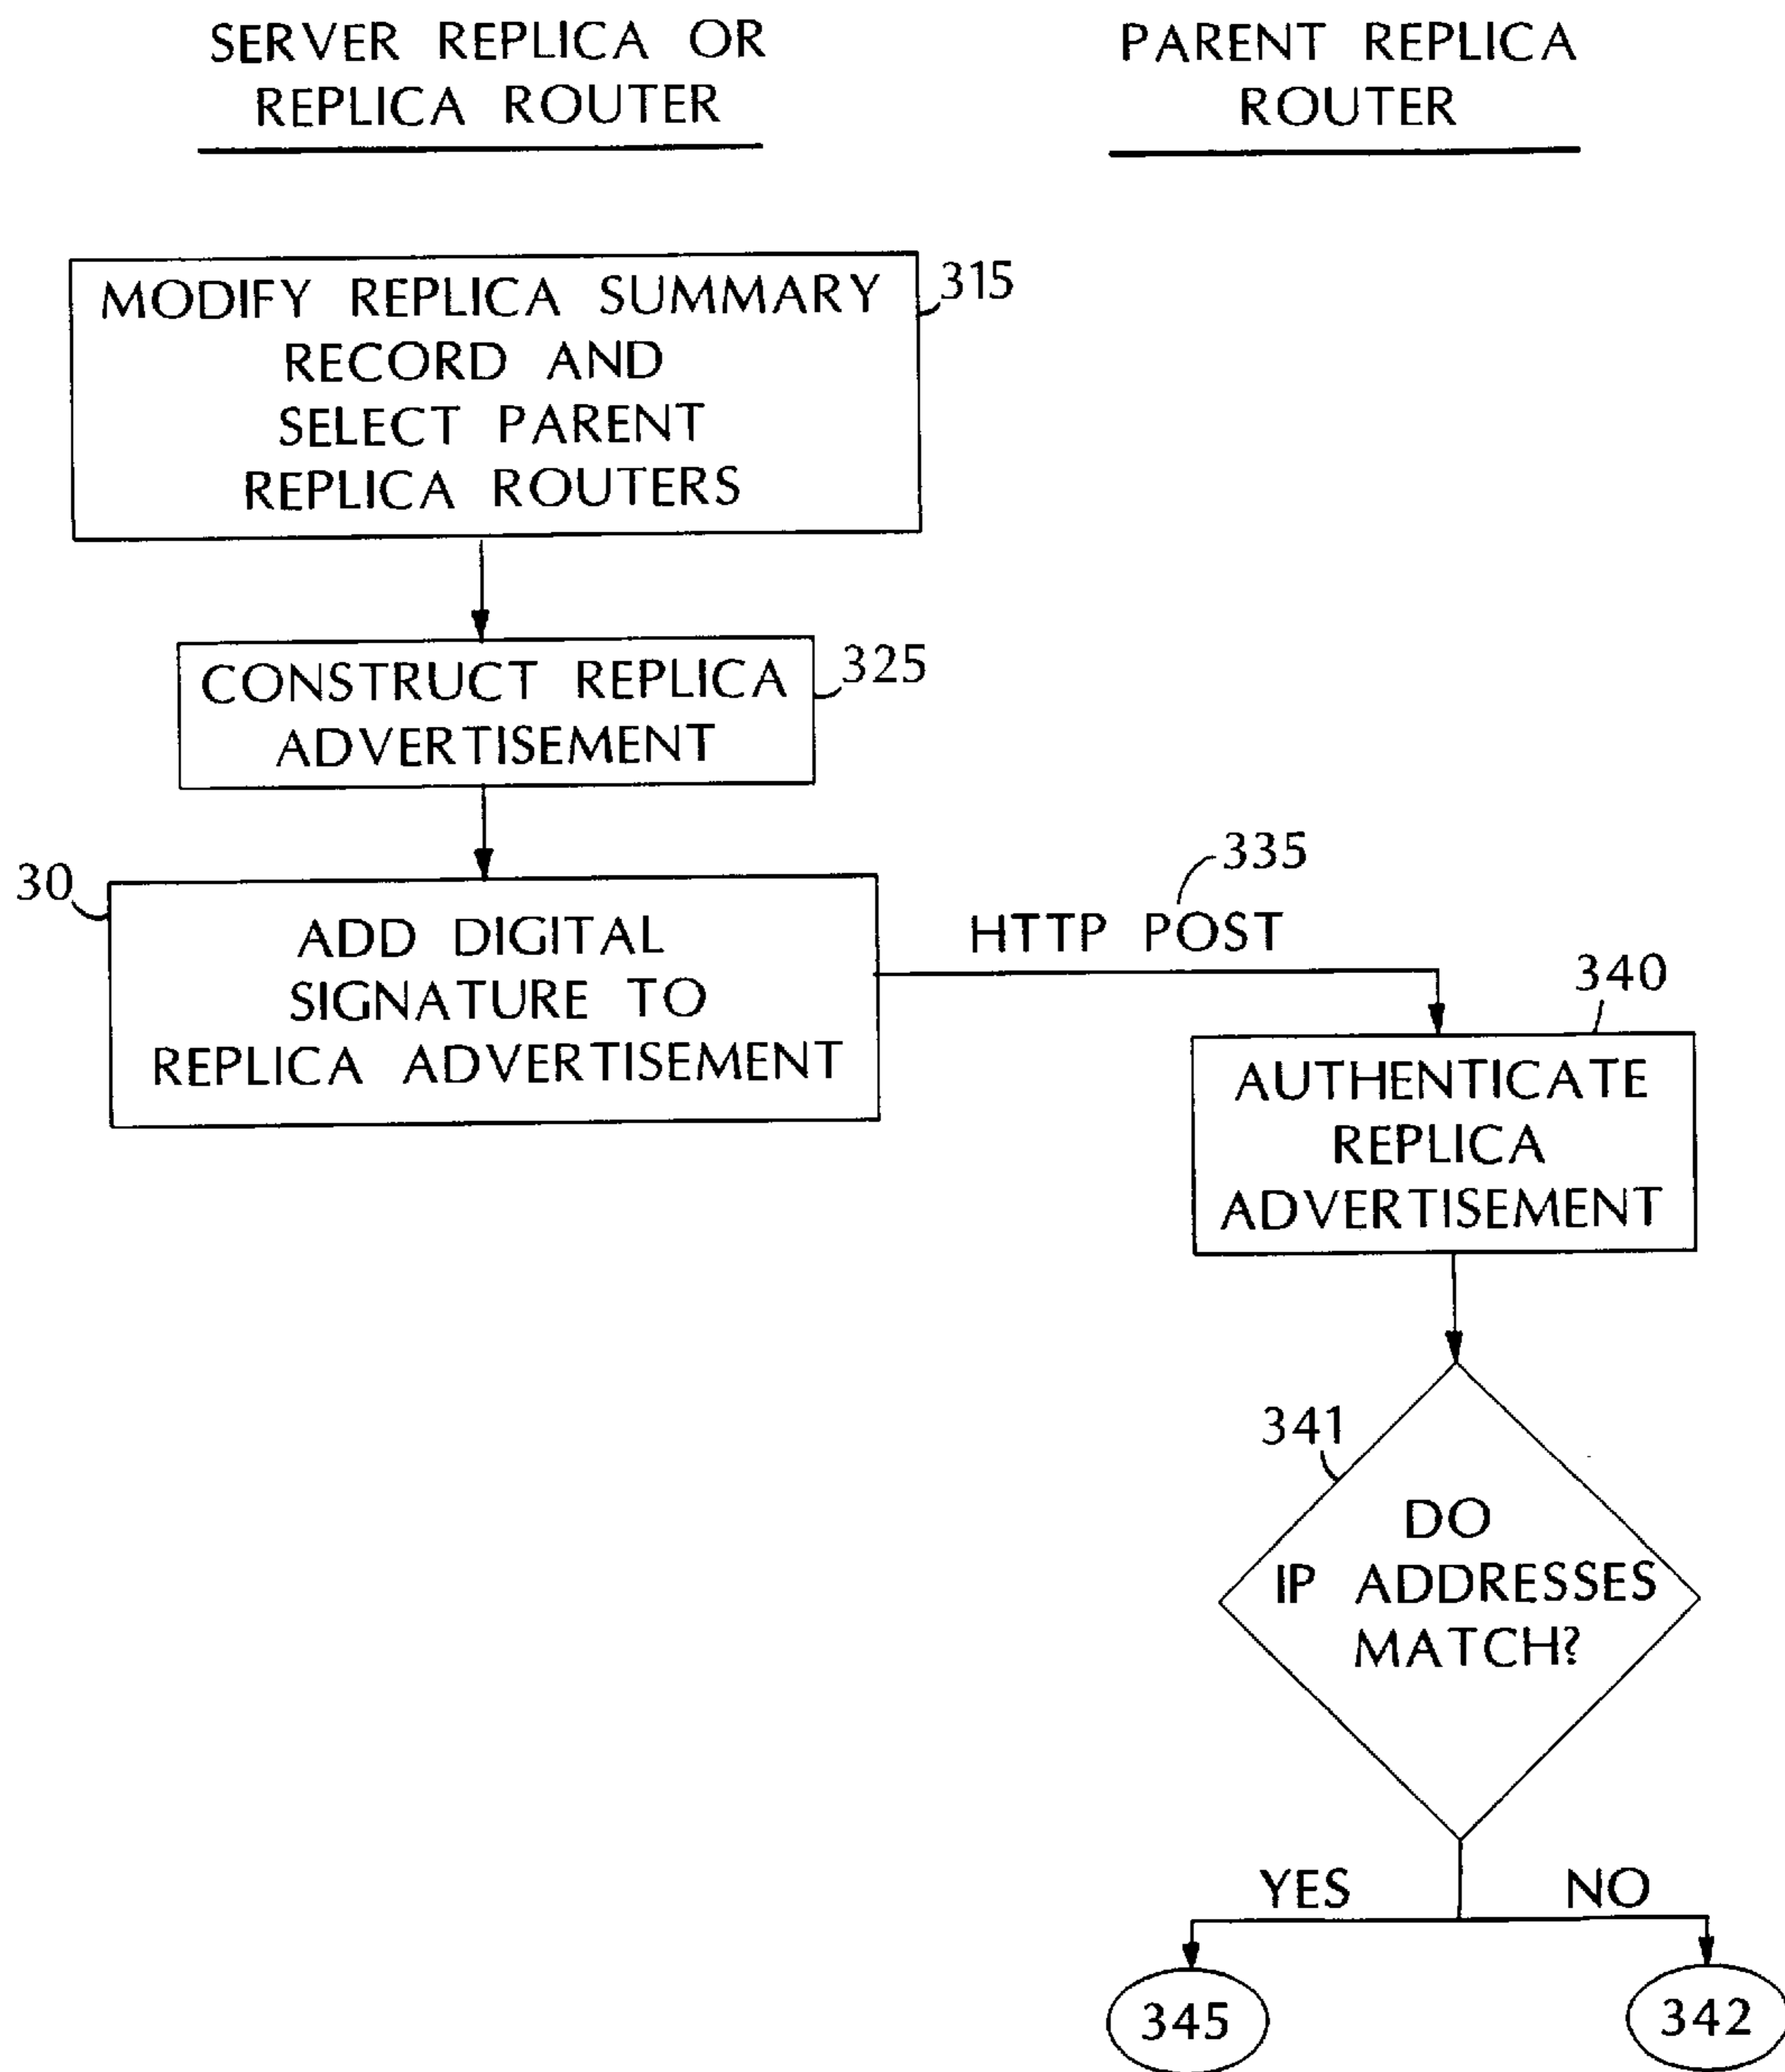 SERVER REPLICA OR
REPLICA ROUTER
PARENT REPLICA
ROUTER
MODIFY REPLICA SUMMARY
RECORD AND
SELECT PARENT
REPLICA ROUTERS
315
CONSTRUCT REPLICA
ADVERTISEMENT
325
30
ADD DIGITAL
SIGNATURE TO
REPLICA ADVERTISEMENT
335
HTTP POST
340
AUTHENTICATE
REPLICA
ADVERTISEMENT
341
DO
IP ADDRESSES
MATCH?
YES
NO
345
342